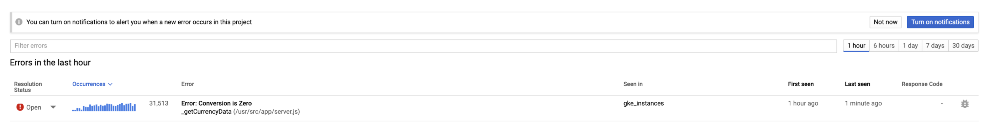 You can turn on notifications to alert you when a new error occurs in this project
Not now
Turn on notifications
Filter errors
1 hour
6 hours
1 day
7 days
30 days
Errors in the last hour
Resolution
Status
Occurrences
Error
Seen in
First seen
Last seen
Response Code
Open
31,513
Error: Conversion is Zero
_getCurrencyData (/usr/src/app/server.js)
gke_instances
1 hour ago
1 minute ago
-